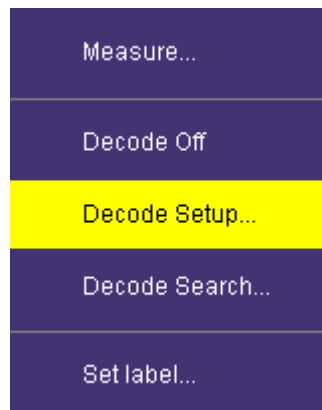 Measure...
Decode Off
Decode Setup...
Decode Search...
Set label...